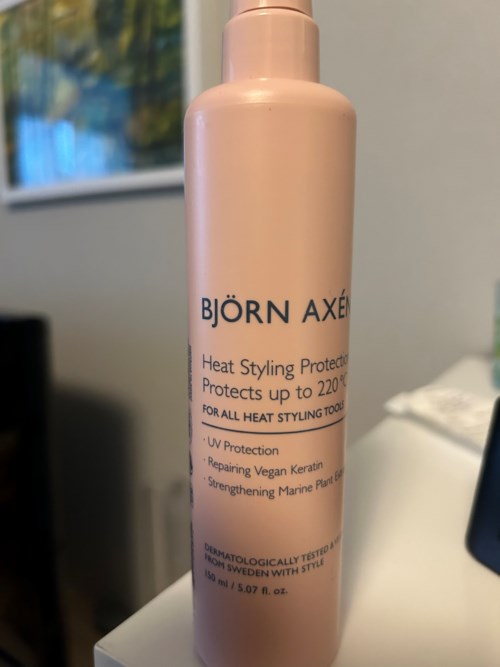 BJÖRN AXÉN
Heat Styling Protection
Protects up to 220 °C
FOR ALL HEAT STYLING TOOLS
· UV Protection
· Repairing Vegan Keratin
· Strengthening Marine Plant
DERMATOLOGICALLY TESTED &
FROM SWEDEN WITH STYLE
150 ml / 5.07 fl. oz.